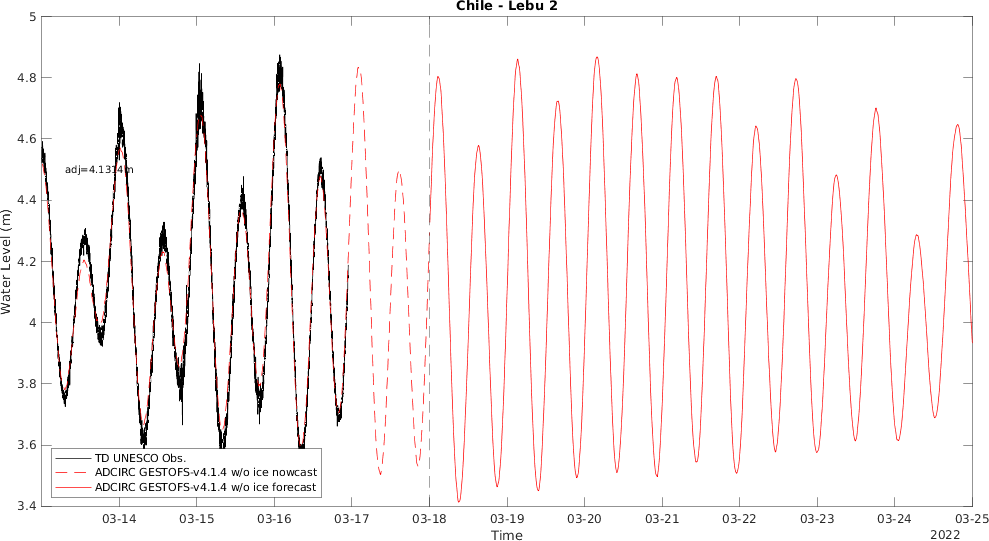 Chile - Lebu 2
5
4.8
4.6
4.4
4.2
4
3.8
3.6
3.4
Water Level (m)
adj=4.1314m
TD UNESCO Obs.
ADCIRC GESTOFS-v4.1.4 w/o ice nowcast
ADCIRC GESTOFS-v4.1.4 w/o ice forecast
03-14 03-15 03-16 03-17 03-18 03-19 03-20 03-21 03-22 03-23 03-24 03-25
Time
2022